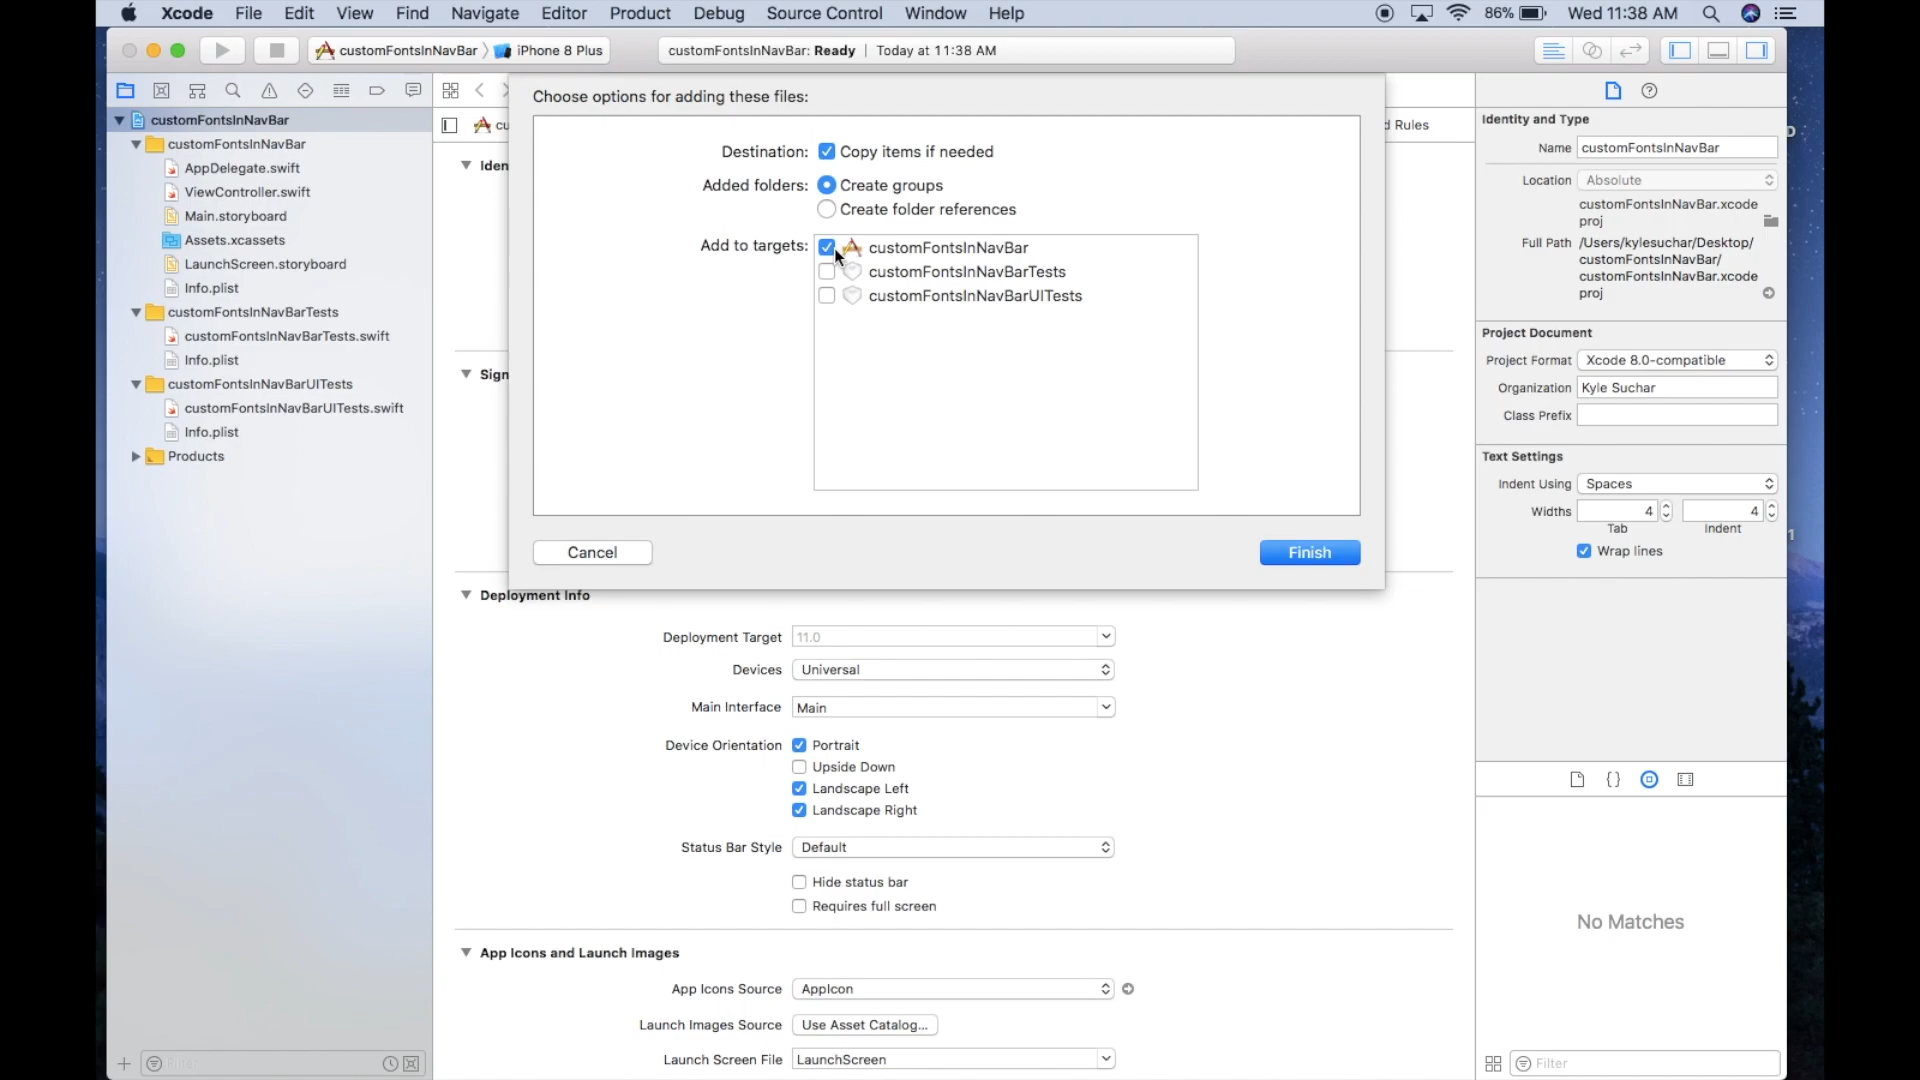 Xcode File Edit View Find Navigate Editor Product Debug Source Control Window Help 86% Wed 11:38 AM
customFontsInNavBar iPhone 8 Plus customFontsInNavBar: Ready | Today at 11:38 AM
Choose options for adding these files:
customFontsInNavBar
customFontsInNavBar
AppDelegate.swift
ViewController.swift
Main.storyboard
Assets.xcassets
LaunchScreen.storyboard
Info.plist
customFontsInNavBarTests
customFontsInNavBarTests.swift
Info.plist
customFontsInNavBarUITests
customFontsInNavBarUITests.swift
Info.plist
Products
Filter
cu
d Rules
Iden
Sign
Destination: Copy items if needed
Added folders: Create groups
Create folder references
Add to targets: customFontsInNavBar
customFontsInNavBarTests
customFontsInNavBarUITests
Cancel Finish
Deployment Info
Deployment Target 11.0
Devices Universal
Main Interface Main
Device Orientation Portrait
Upside Down
Landscape Left
Landscape Right
Status Bar Style Default
Hide status bar
Requires full screen
App Icons and Launch Images
App Icons Source AppIcon
Launch Images Source Use Asset Catalog...
Launch Screen File LaunchScreen
Identity and Type
Name customFontsInNavBar
Location Absolute
customFontsInNavBar.xcode
proj
Full Path /Users/kylesuchar/Desktop/
customFontsInNavBar/
customFontsInNavBar.xcode
proj
Project Document
Project Format Xcode 8.0-compatible
Organization Kyle Suchar
Class Prefix
Text Settings
Indent Using Spaces
Widths 4 4
Tab Indent
Wrap lines
No Matches
Filter